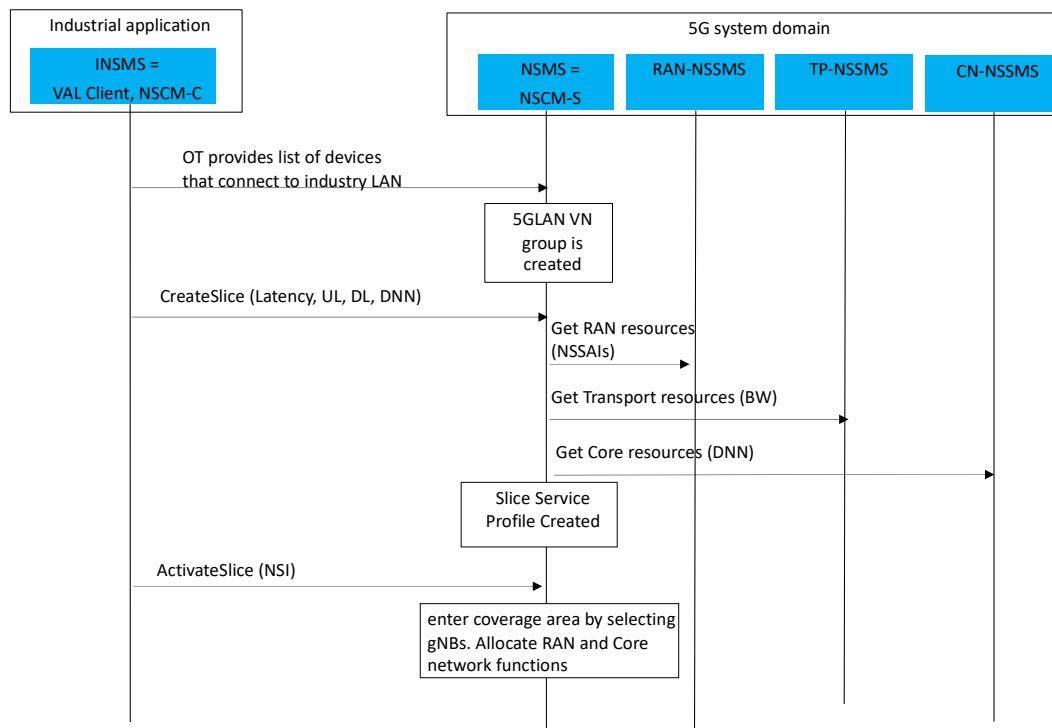 Industrial application
5G system domain
INSMS =
VAL Client, NSCM-C
NSMS =
NSCM-S
RAN-NSSMS
TP-NSSMS
CN-NSSMS
OT provides list of devices
that connect to industry LAN
5GLAN VN
group is
created
CreateSlice (Latency, UL, DL, DNN)
Get RAN resources
(NSSAIs)
Get Transport resources (BW)
Get Core resources (DNN)
Slice Service
Profile Created
ActivateSlice (NSI)
enter coverage area by selecting
gNBs. Allocate RAN and Core
network functions